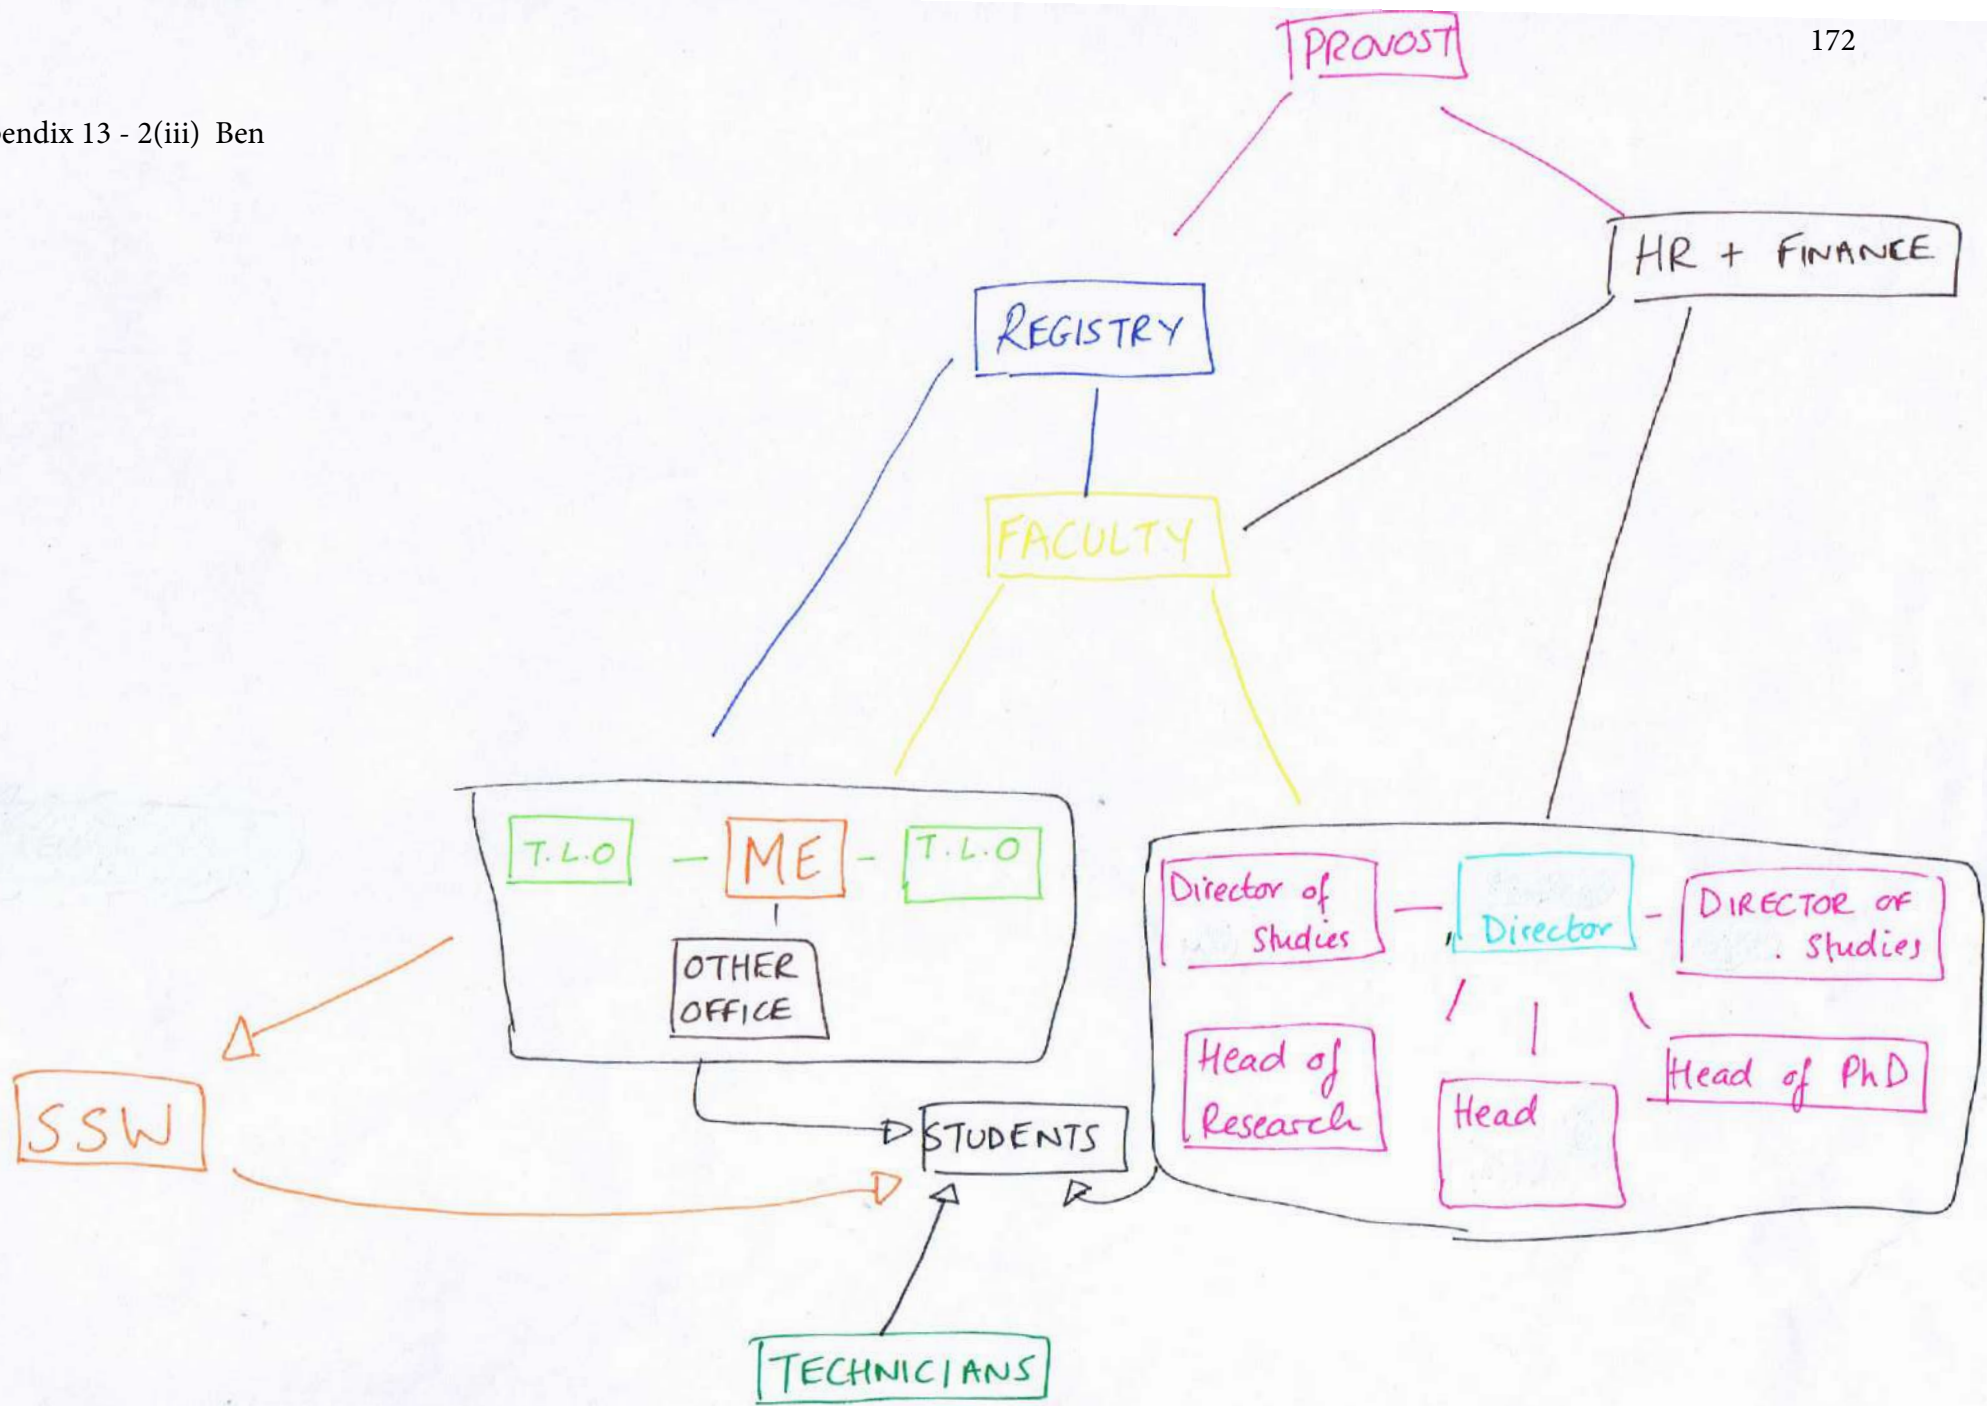 PROVOST
172
pendix 13 - 2(iii) Ben
HR + FINANCE
REGISTRY
FACULTY
T.L.O
ME
T.L.O
OTHER
OFFICE
Director of
Studies
Director
DIRECTOR OF
Studies
Head of
Research
Head
Head of PhD
SSW
STUDENTS
TECHNICIANS